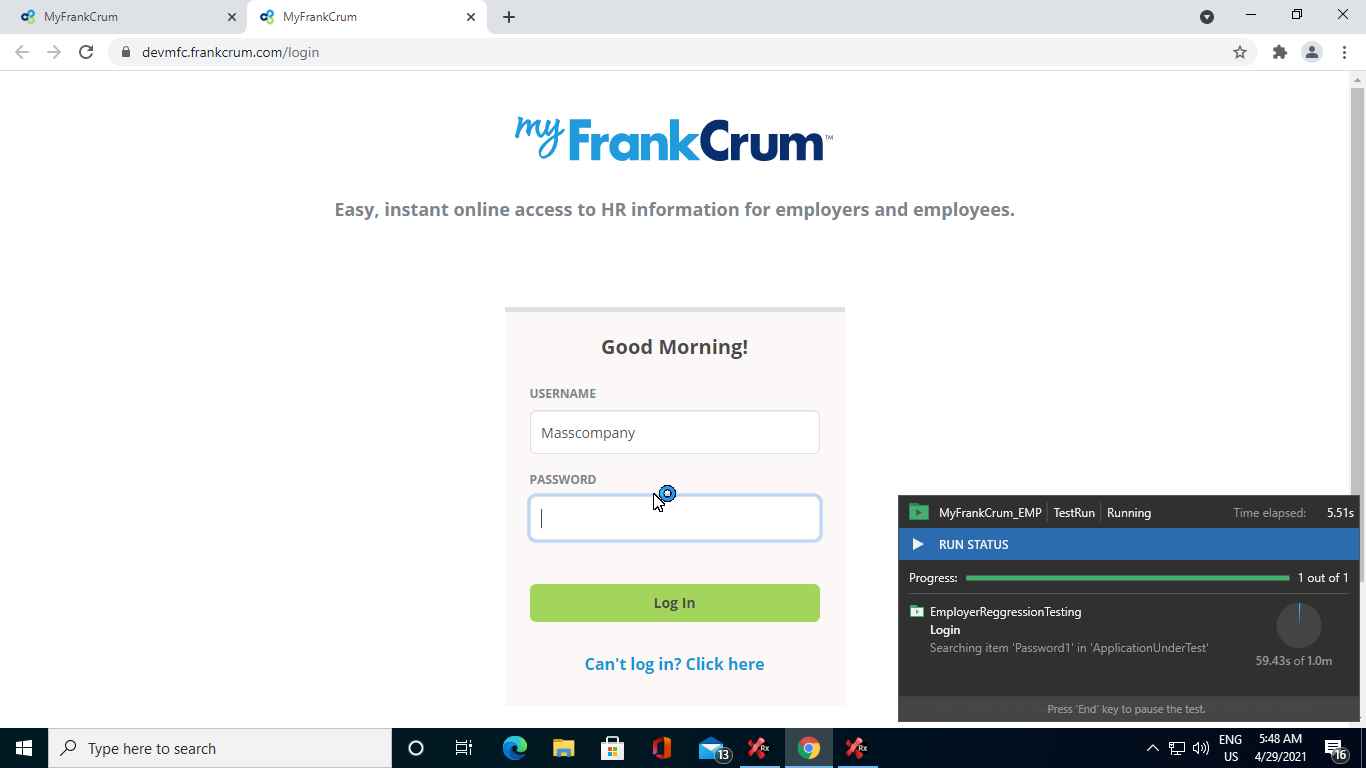 MyFrankCrum
MyFrankCrum
devmfc.frankcrum.com/login
my FrankCrum™
Easy, instant online access to HR information for employers and employees.
Good Morning!
USERNAME
Masscompany
PASSWORD
Log In
Can't log in? Click here
MyFrankCrum_EMP TestRun Running Time elapsed: 5.51s
RUN STATUS
Progress: 1 out of 1
EmployerReggressionTesting
Login
Searching item 'Password1' in 'ApplicationUnderTest'
59.43s of 1.0m
Press 'End' key to pause the test.
Type here to search
13
Rx
Rx
ENG
US
5:48 AM
4/29/2021
16